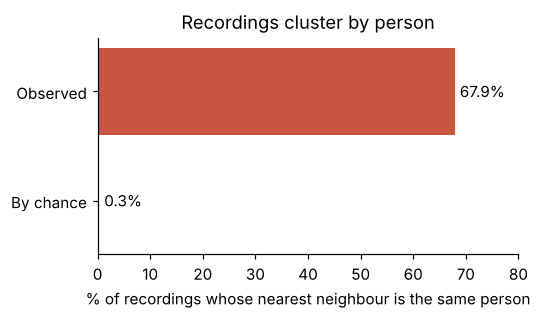 Recordings cluster by person
Observed
67.9%
By chance
0.3%
0 10 20 30 40 50 60 70 80
% of recordings whose nearest neighbour is the same person